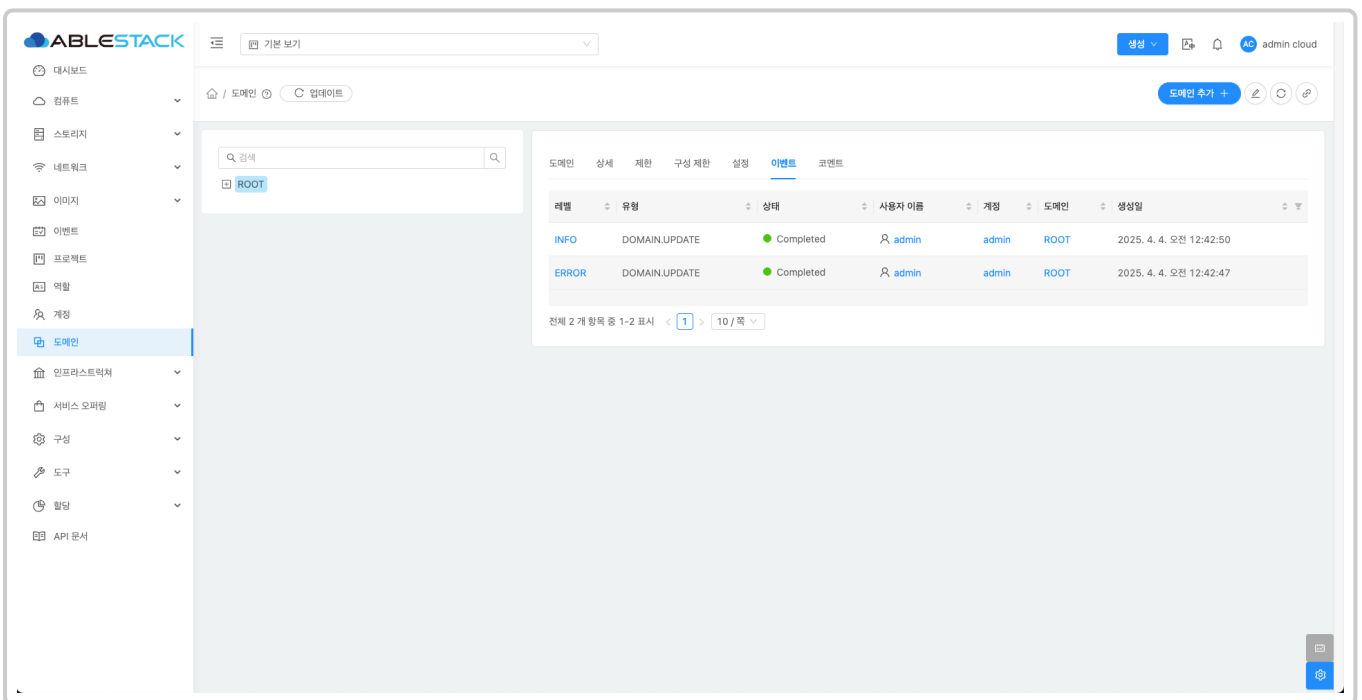 ABLESTACK
기본 보기
생성
AC admin cloud
대시보드
컴퓨트
스토리지
네트워크
이미지
이벤트
프로젝트
역할
계정
도메인
인프라스트럭쳐
서비스 오퍼링
구성
도구
할당
API 문서
/ 도메인 업데이트
도메인 추가 +
검색
ROOT
도메인 상세 제한 구성 제한 설정 이벤트 코멘트
레벨 유형 상태 사용자 이름 계정 도메인 생성일
INFO DOMAIN.UPDATE Completed admin admin ROOT 2025. 4. 4. 오전 12:42:50
ERROR DOMAIN.UPDATE Completed admin admin ROOT 2025. 4. 4. 오전 12:42:47
전체 2 개 항목 중 1-2 표시 < 1 > 10 / 쪽